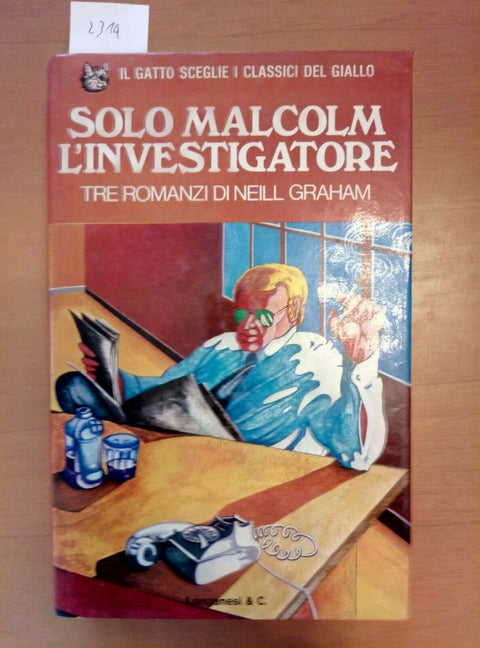 2314
IL GATTO SCEGLIE I CLASSICI DEL GIALLO
SOLO MALCOLM
L'INVESTIGATORE
TRE ROMANZI DI NEILL GRAHAM
Longanesi & C.